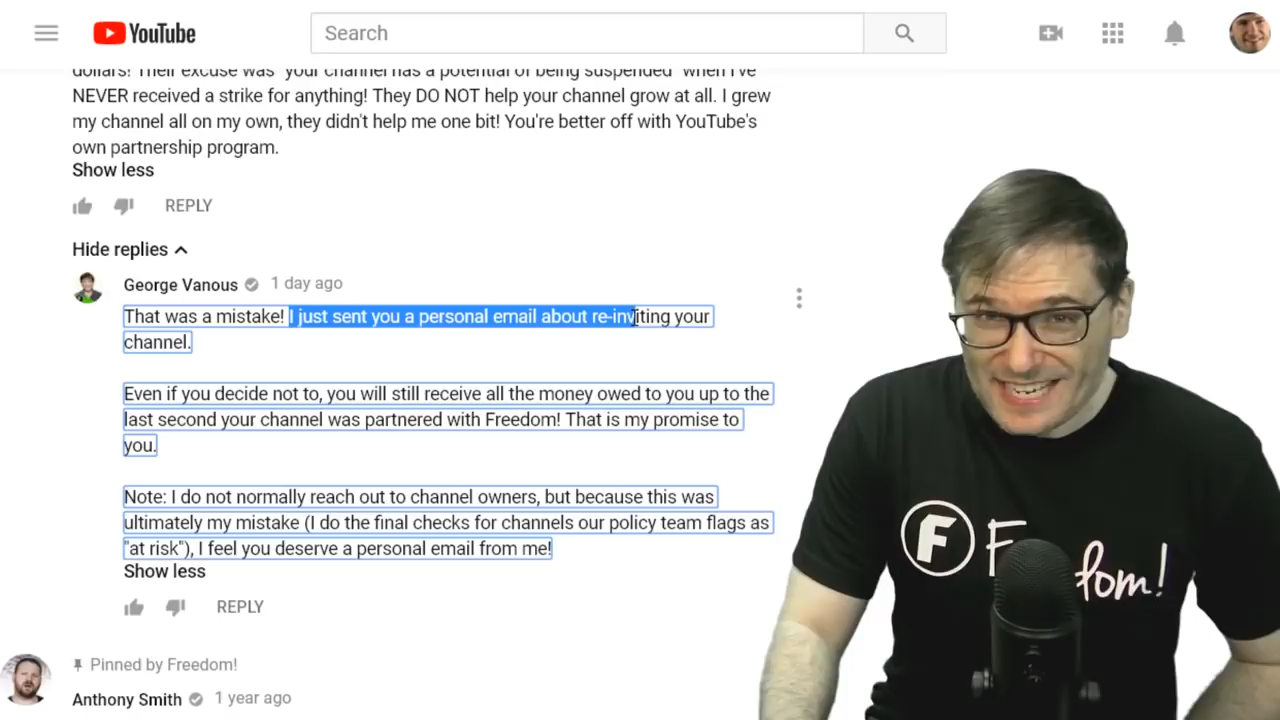 YouTube
Search
dollars! Their excuse was "your channel has a potential of being suspended" when I've
NEVER received a strike for anything! They DO NOT help your channel grow at all. I grew
my channel all on my own, they didn't help me one bit! You're better off with YouTube's
own partnership program.
Show less
REPLY
Hide replies
George Vanous 1 day ago
That was a mistake! I just sent you a personal email about re-inviting your
channel.
Even if you decide not to, you will still receive all the money owed to you up to the
last second your channel was partnered with Freedom! That is my promise to
you.
Note: I do not normally reach out to channel owners, but because this was
ultimately my mistake (I do the final checks for channels our policy team flags as
"at risk"), I feel you deserve a personal email from me!
Show less
REPLY
Pinned by Freedom!
Anthony Smith 1 year ago
F